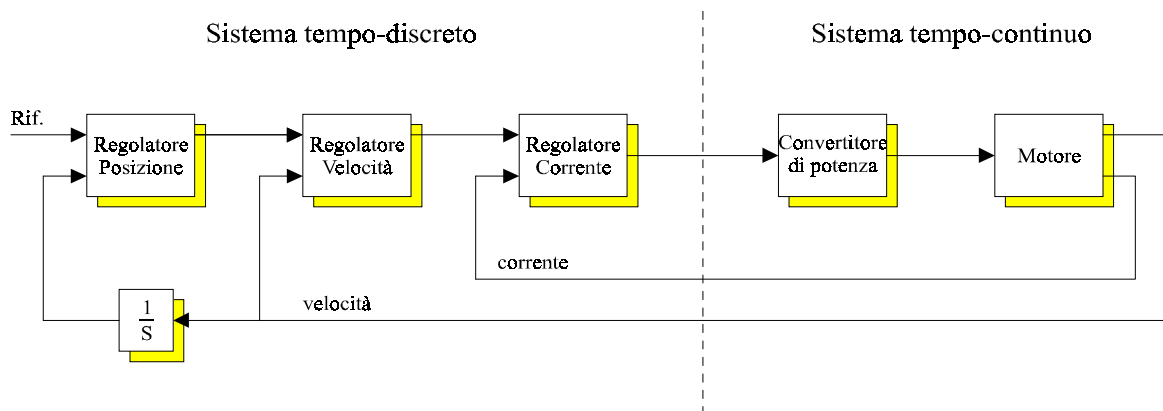 Sistema tempo-discreto
Sistema tempo-continuo
Rif.
Regolatore
Posizione
Regolatore
Velocità
Regolatore
Corrente
Convertitore
di potenza
Motore
corrente
velocità
1
S